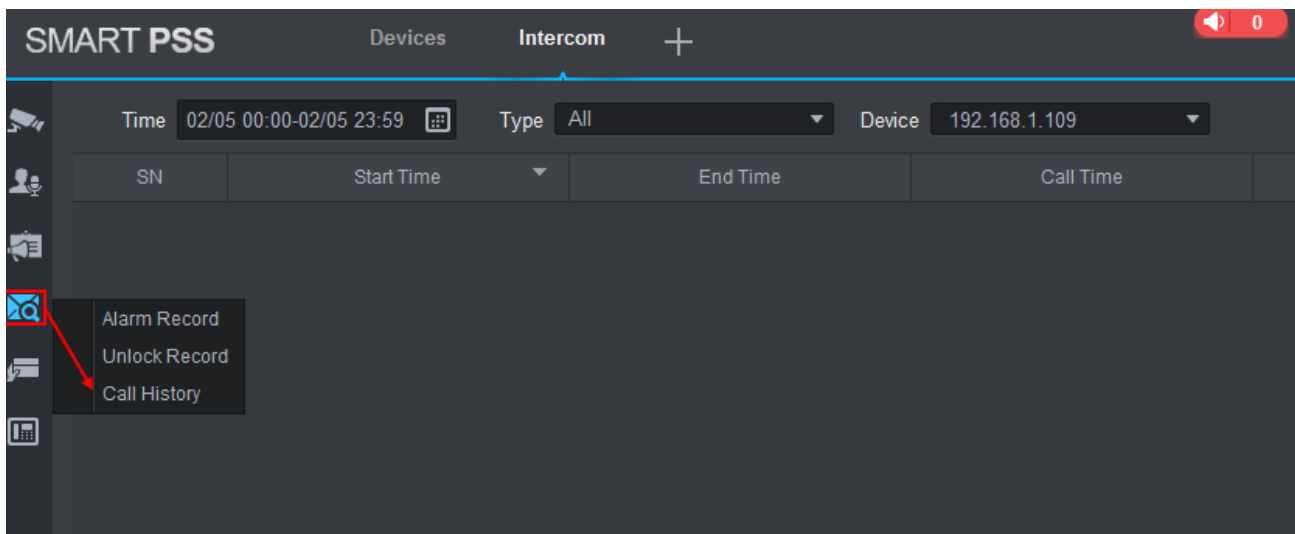 SMART PSS Devices Intercom 0
Time 02/05 00:00-02/05 23:59 Type All Device 192.168.1.109
SN Start Time End Time Call Time
Alarm Record
Unlock Record
Call History